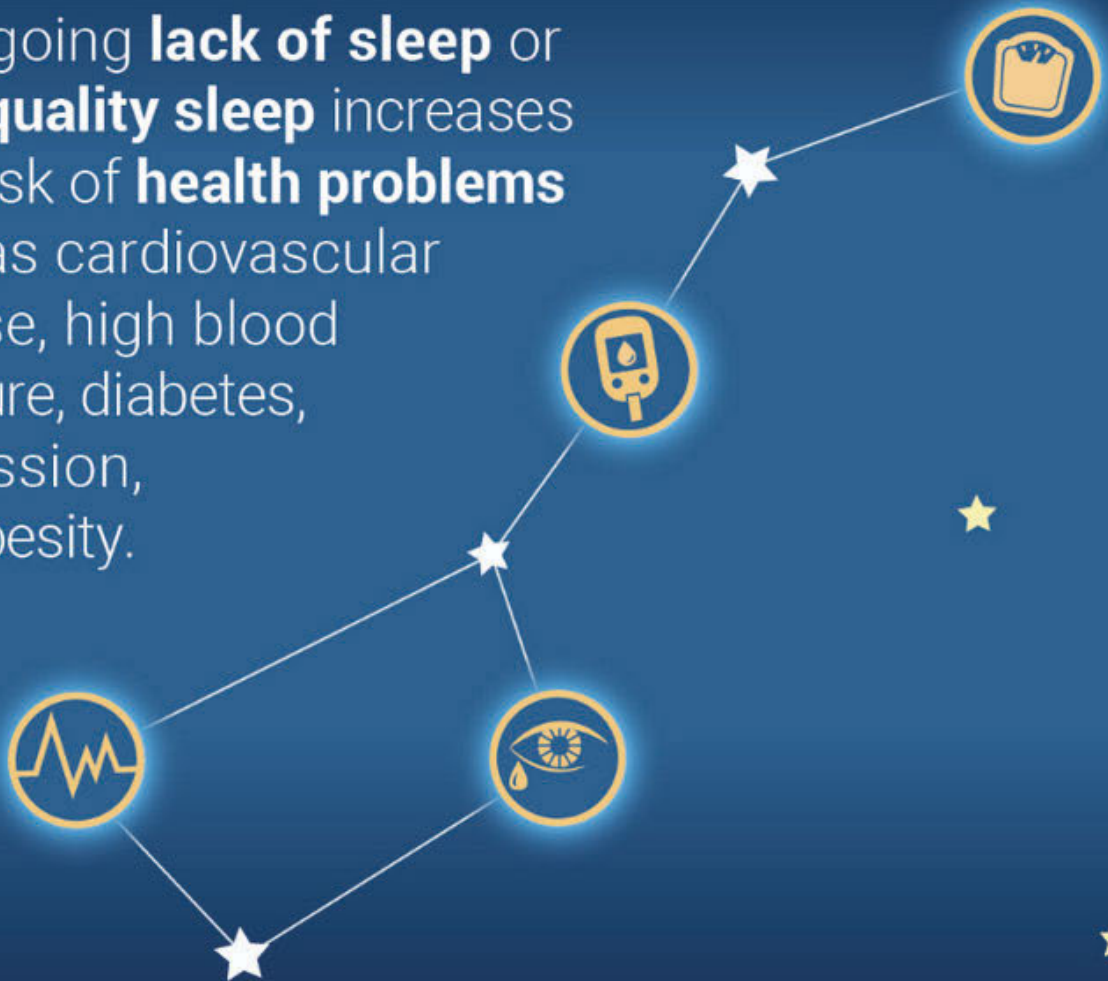 going lack of sleep or
quality sleep increases
sk of health problems
as cardiovascular
se, high blood
ure, diabetes,
ssion,
besity.